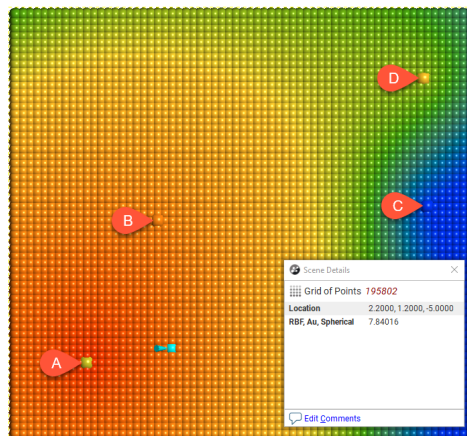 D
C
B
A
Scene Details
Grid of Points 195802
Location 2.2000, 1.2000, -5.0000
RBF, Au, Spherical 7.84016
Edit Comments